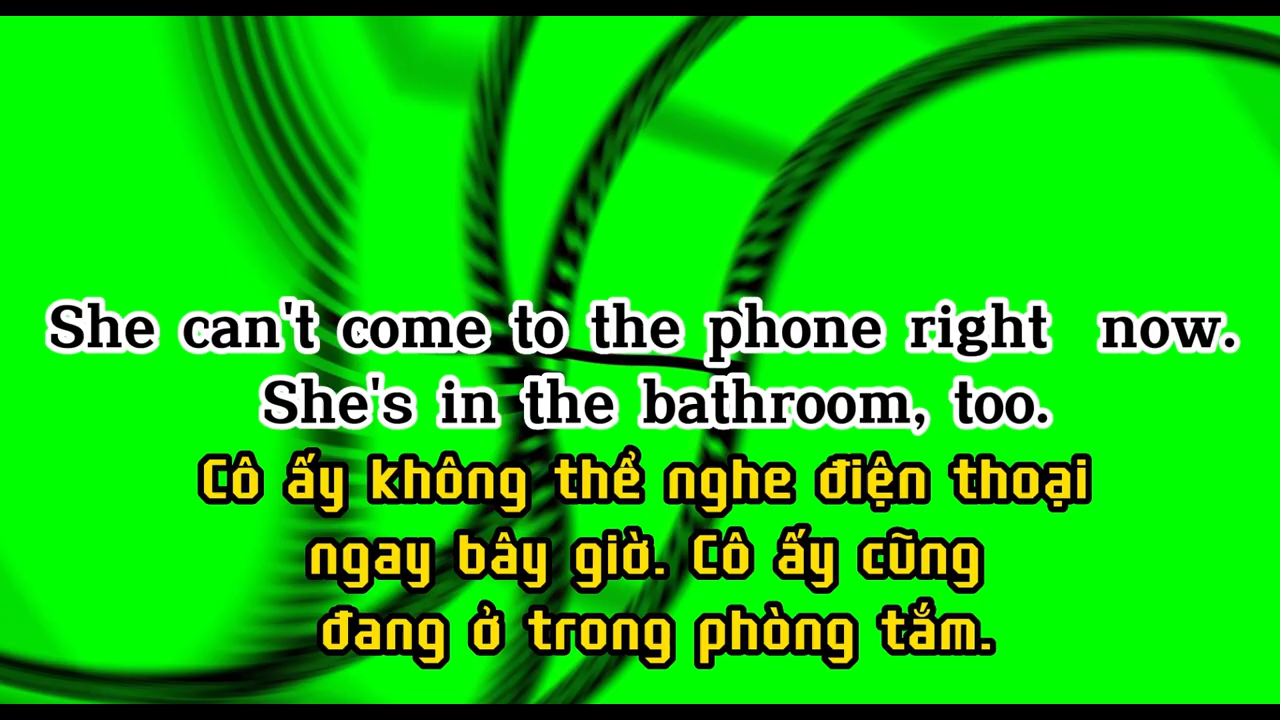 She can't come to the phone right now.
She's in the bathroom, too.
Cô ấy không thể nghe điện thoại
ngay bây giờ. Cô ấy cũng
đang ở trong phòng tắm.